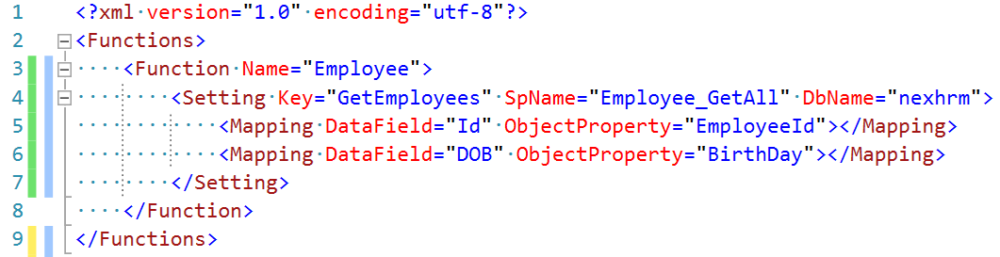 1 <?xml version="1.0" encoding="utf-8"?>
2 <Functions>
3     <Function Name="Employee">
4         <Setting Key="GetEmployees" SpName="Employee_GetAll" DbName="nexhrm">
5             <Mapping DataField="Id" ObjectProperty="EmployeeId"></Mapping>
6             <Mapping DataField="DOB" ObjectProperty="BirthDay"></Mapping>
7         </Setting>
8     </Function>
9 </Functions>